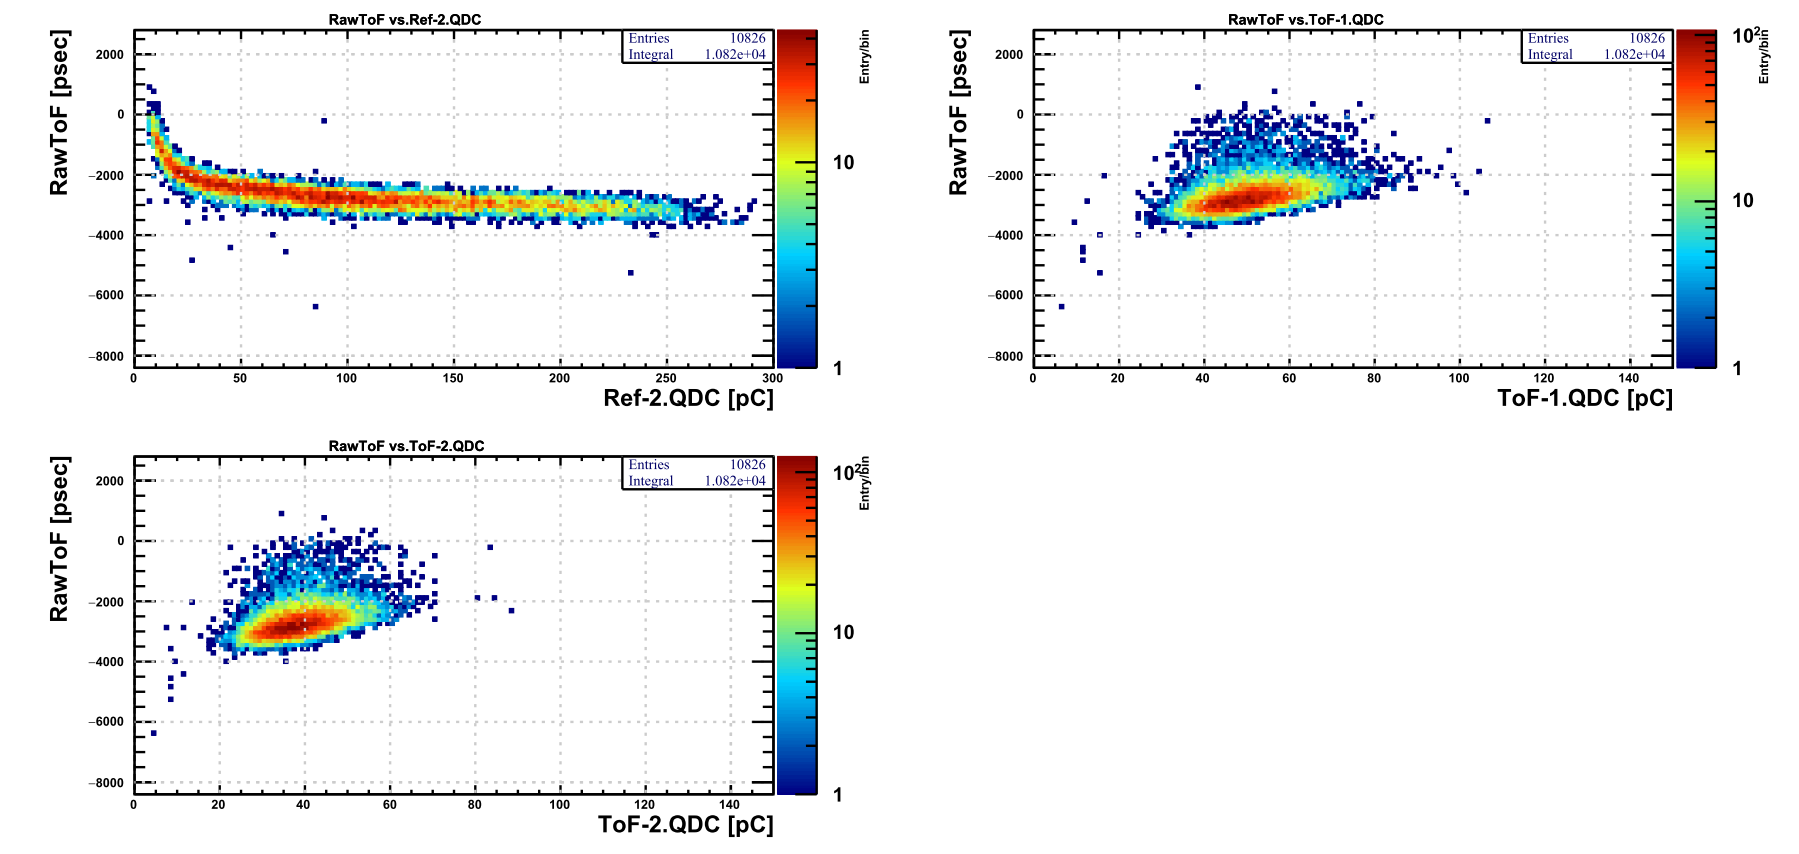 RawToF vs.Ref-2.QDC
RawToF [psec]
Entries 10826
Integral 1.082e+04
Entry/bin
2000
0
−2000
−4000
−6000
−8000
10
1
0 50 100 150 200 250 300
Ref-2.QDC [pC]
RawToF vs.ToF-1.QDC
RawToF [psec]
Entries 10826
Integral 1.082e+04
Entry/bin
2000
0
−2000
−4000
−6000
−8000
10²
10
1
0 20 40 60 80 100 120 140
ToF-1.QDC [pC]
RawToF vs.ToF-2.QDC
RawToF [psec]
Entries 10826
Integral 1.082e+04
Entry/bin
2000
0
−2000
−4000
−6000
−8000
10²
10
1
0 20 40 60 80 100 120 140
ToF-2.QDC [pC]